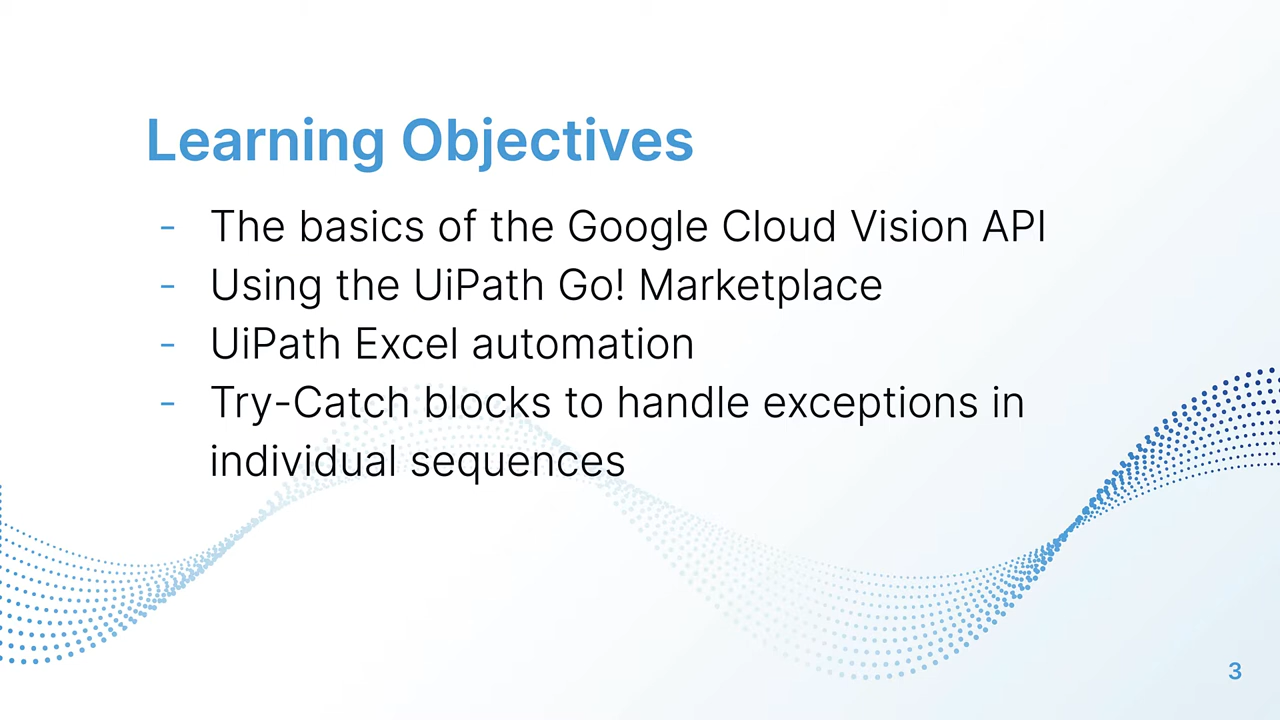 Learning Objectives
- The basics of the Google Cloud Vision API
- Using the UiPath Go! Marketplace
- UiPath Excel automation
- Try-Catch blocks to handle exceptions in
individual sequences
3